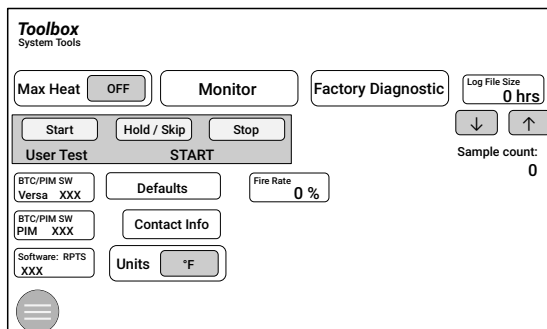 Toolbox
System Tools
Max Heat OFF Monitor Factory Diagnostic Log File Size
0 hrs
Start Hold / Skip Stop ↓ ↑
User Test START Sample count:
0
BTC/PIM SW
Versa XXX
Defaults
Fire Rate
0 %
BTC/PIM SW
PIM XXX
Contact Info
Software: RPTS
XXX
Units °F